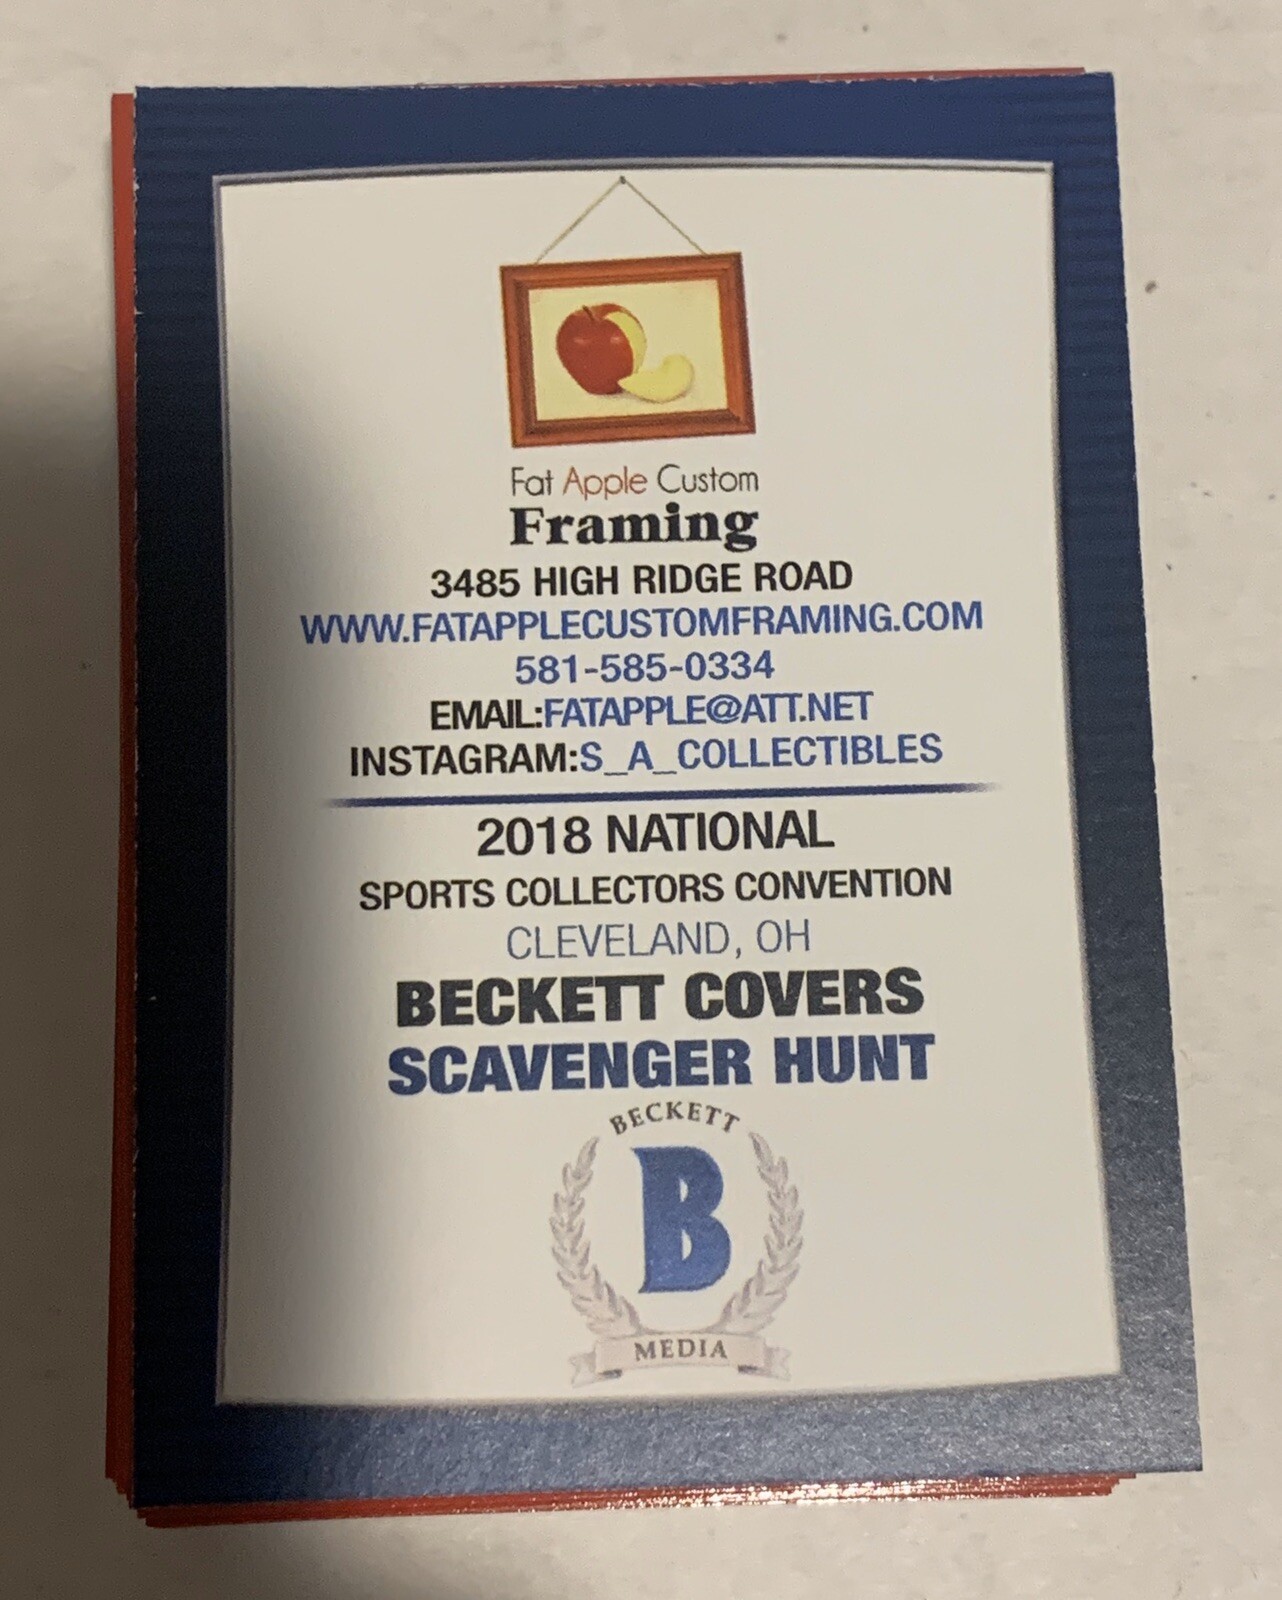 Fat Apple Custom
Framing
3485 HIGH RIDGE ROAD
WWW.FATAPPLECUSTOMFRAMING.COM
581-585-0334
EMAIL:FATAPPLE@ATT.NET
INSTAGRAM:S_A_COLLECTIBLES
2018 NATIONAL
SPORTS COLLECTORS CONVENTION
CLEVELAND, OH
BECKETT COVERS
SCAVENGER HUNT
BECKETT
B
MEDIA